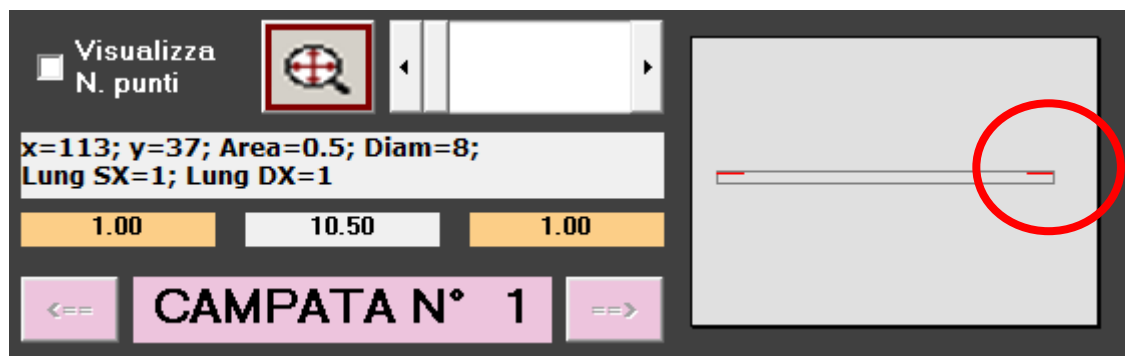 Visualizza
N. punti
x=113; y=37; Area=0.5; Diam=8;
Lung SX=1; Lung DX=1
1.00 10.50 1.00
<== CAMPATA N° 1 ==>